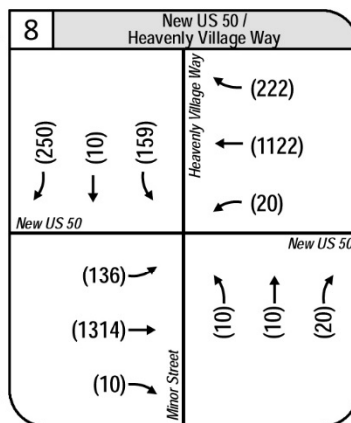 8
New US 50 /
Heavenly Village Way
(250)
(10)
(159)
New US 50
Heavenly Village Way
(222)
(1122)
(20)
(136)
(1314)
(10)
Minor Street
New US 50
(10)
(10)
(20)